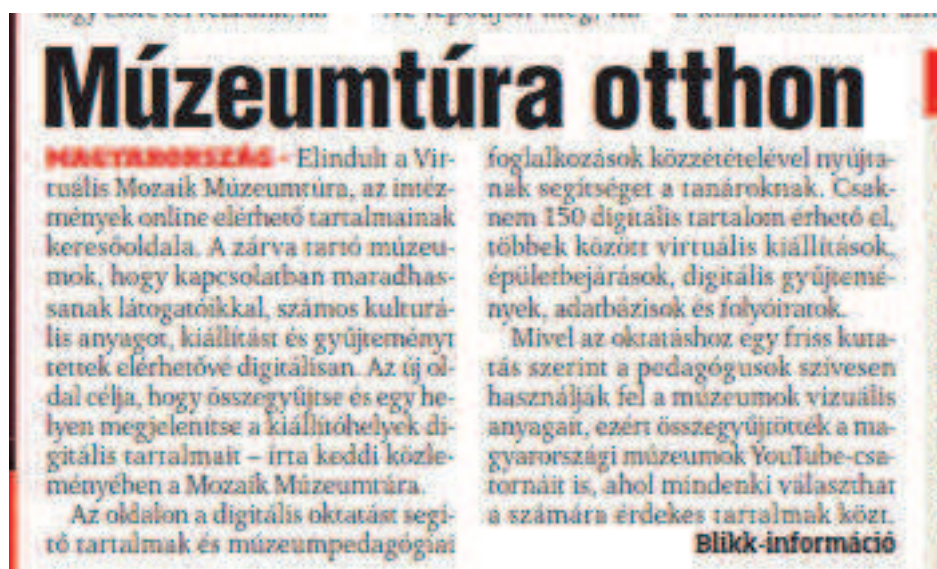 Múzeumtúra otthon
MAGYARORSZÁG – Elindult a Vir-
tuális Mozaik Múzeumtúra, az intéz-
mények online elérhető tartalmainak
keresőoldala. A zárva tartó múzeu-
mok, hogy kapcsolatban maradhas-
sanak látogatóikkal, számos kulturá-
lis anyagot, kiállítást és gyűjteményt
tettek elérhetővé digitálisan. Az új ol-
dal célja, hogy összegyűjtse és egy he-
lyen megjelenítse a kiállítóhelyek di-
gitális tartalmait – írta keddi közle-
ményében a Mozaik Múzeumtúra.
Az oldalon a digitális oktatást segí-
tő tartalmak és múzeumpedagógiai
foglalkozások közzétételével nyújta-
nak segítséget a tanároknak. Csak-
nem 150 digitális tartalom érhető el,
többek között virtuális kiállítások,
épületbejárások, digitális gyűjtemé-
nyek, adatbázisok és folyóiratok.
Mivel az oktatáshoz egy friss kuta-
tás szerint a pedagógusok szívesen
használják fel a múzeumok vizuális
anyagait, ezért összegyűjtötték a ma-
gyarországi múzeumok YouTube-csa-
tornáit is, ahol mindenki választhat
a számára érdekes tartalmak közt.
Blikk-információ